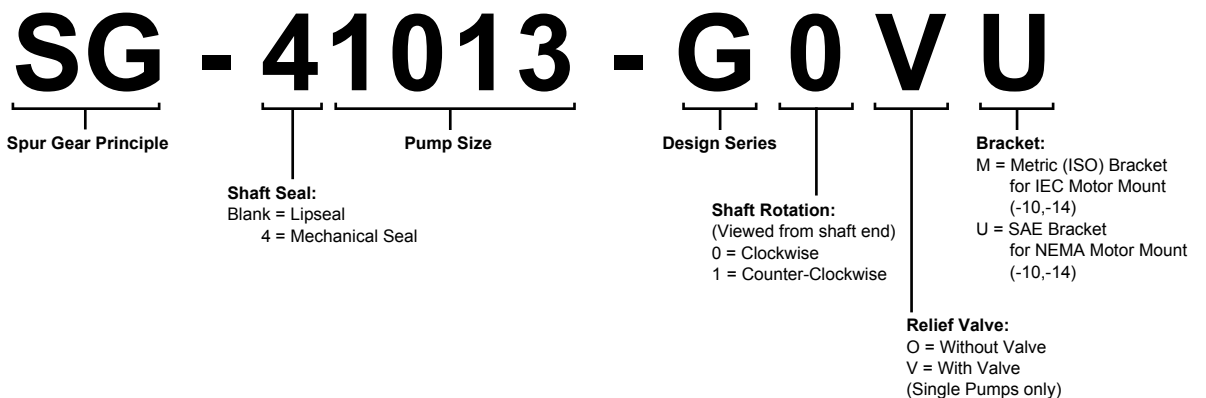 SG - 41013 - G0VU
Spur Gear Principle
Shaft Seal:
Blank = Lipseal
4 = Mechanical Seal
Pump Size
Design Series
Shaft Rotation:
(Viewed from shaft end)
0 = Clockwise
1 = Counter-Clockwise
Relief Valve:
O = Without Valve
V = With Valve
(Single Pumps only)
Bracket:
M = Metric (ISO) Bracket
for IEC Motor Mount
(-10,-14)
U = SAE Bracket
for NEMA Motor Mount
(-10,-14)